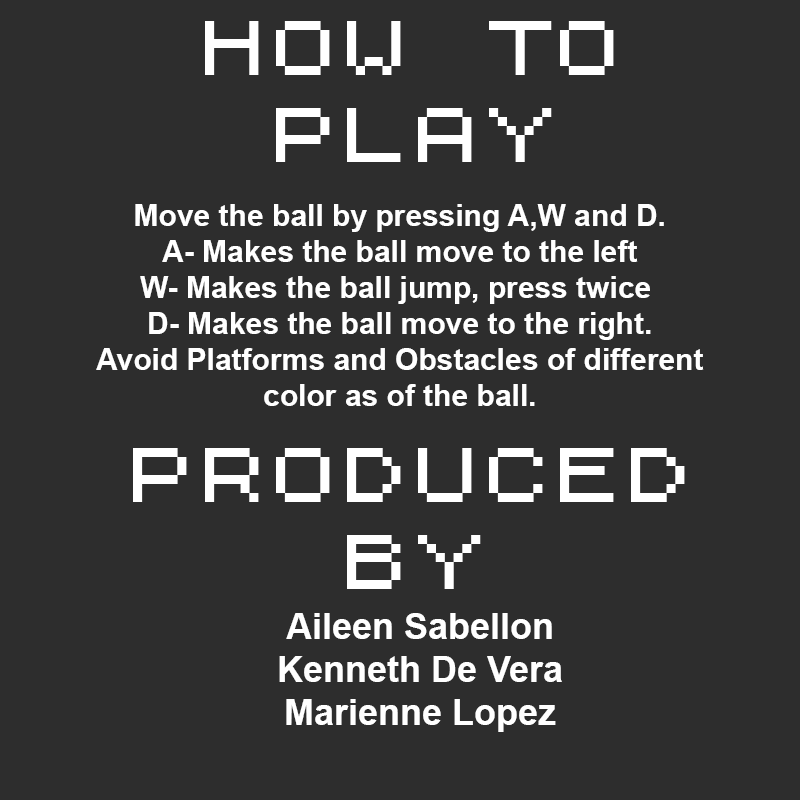 HOW TO
PLAY
Move the ball by pressing A,W and D.
A- Makes the ball move to the left
W- Makes the ball jump, press twice
D- Makes the ball move to the right.
Avoid Platforms and Obstacles of different
color as of the ball.
PRODUCED
BY
Aileen Sabellon
Kenneth De Vera
Marienne Lopez